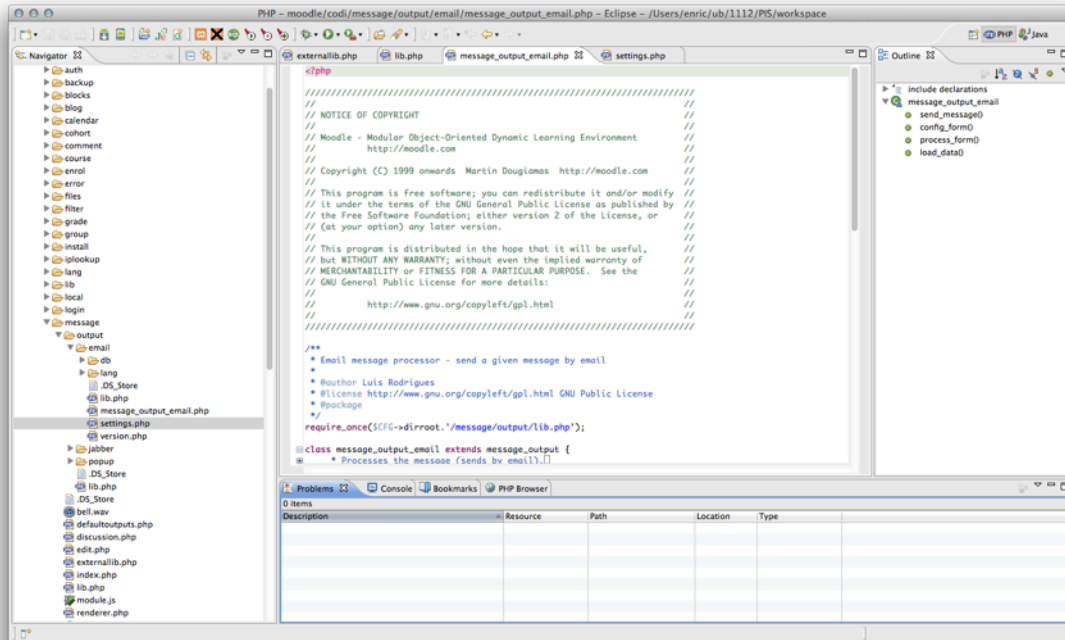 PHP – moodle/codi/message/output/email/message_output_email.php – Eclipse – /Users/enric/ub/1112/PIS/workspace
PHP
Java
Navigator
auth
backup
blocks
blog
calendar
cohort
comment
course
enrol
error
files
filter
grade
group
install
iplookup
lang
lib
local
login
message
output
email
db
lang
.DS_Store
lib.php
message_output_email.php
settings.php
version.php
jabber
popup
.DS_Store
lib.php
.DS_Store
bell.wav
defaultoutputs.php
discussion.php
edit.php
externallib.php
index.php
lib.php
module.js
renderer.php
externallib.php lib.php message_output_email.php settings.php
<?php
///////////////////////////////////////////////////////////////////////////
// //
// NOTICE OF COPYRIGHT //
// //
// Moodle - Modular Object-Oriented Dynamic Learning Environment //
// http://moodle.com //
// //
// Copyright (C) 1999 onwards Martin Dougiamas http://moodle.com //
// //
// This program is free software; you can redistribute it and/or modify //
// it under the terms of the GNU General Public License as published by //
// the Free Software Foundation; either version 2 of the License, or //
// (at your option) any later version. //
// //
// This program is distributed in the hope that it will be useful, //
// but WITHOUT ANY WARRANTY; without even the implied warranty of //
// MERCHANTABILITY or FITNESS FOR A PARTICULAR PURPOSE. See the //
// GNU General Public License for more details: //
// //
// http://www.gnu.org/copyleft/gpl.html //
// //
///////////////////////////////////////////////////////////////////////////
/**
* Email message processor - send a given message by email
*
* @author Luis Rodrigues
* @license http://www.gnu.org/copyleft/gpl.html GNU Public License
* @package
*/
require_once($CFG->dirroot.'/message/output/lib.php');
class message_output_email extends message_output {
* Processes the message (sends by email).
Outline
include declarations
message_output_email
send_message()
config_form()
process_form()
load_data()
Problems Console Bookmarks PHP Browser
0 items
Description Resource Path Location Type